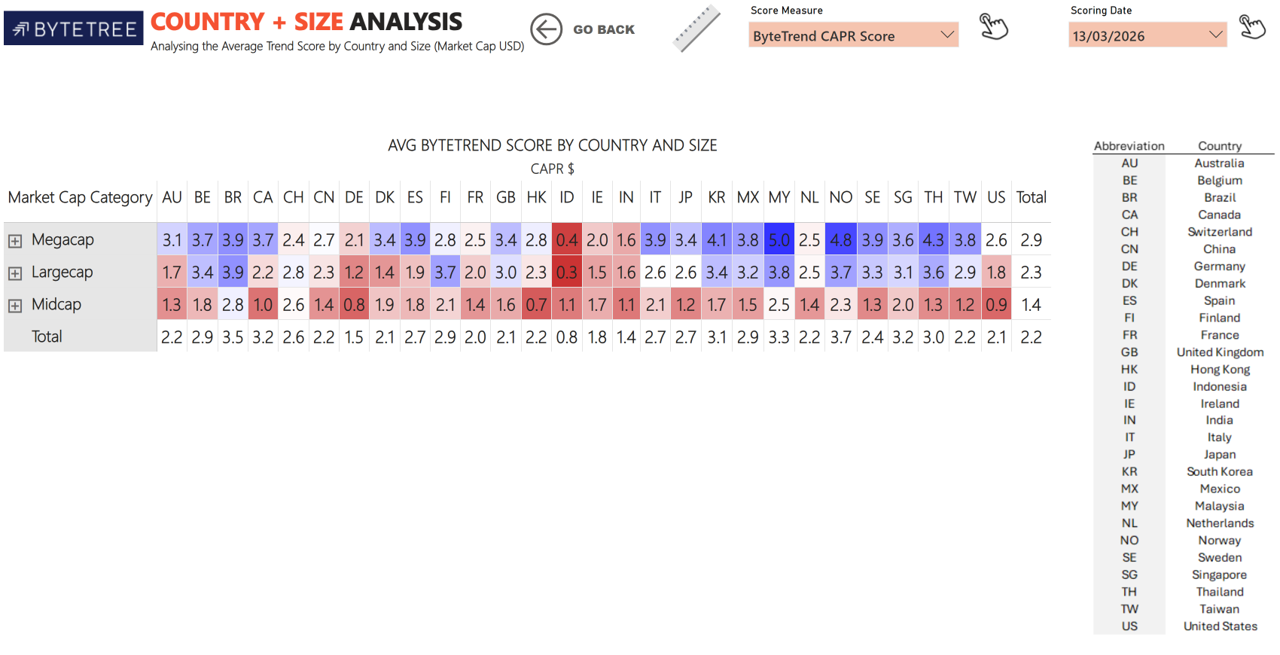 BYTETREE
COUNTRY + SIZE ANALYSIS
Analysing the Average Trend Score by Country and Size (Market Cap USD)
GO BACK
Score Measure
ByteTrend CAPR Score
Scoring Date
13/03/2026
AVG BYTETREND SCORE BY COUNTRY AND SIZE
CAPR $
Market Cap Category AU BE BR CA CH CN DE DK ES FI FR GB HK ID IE IN IT JP KR MX MY NL NO SE SG TH TW US Total
Megacap 3.1 3.7 3.9 3.7 2.4 2.7 2.1 3.4 3.9 2.8 2.5 3.4 2.8 0.4 2.0 1.6 3.9 3.4 4.1 3.8 5.0 2.5 4.8 3.9 3.6 4.3 3.8 2.6 2.9
Largecap 1.7 3.4 3.9 2.2 2.8 2.3 1.2 1.4 1.9 3.7 2.0 3.0 2.3 0.3 1.5 1.6 2.6 2.6 3.4 3.2 3.8 2.5 3.7 3.3 3.1 3.6 2.9 1.8 2.3
Midcap 1.3 1.8 2.8 1.0 2.6 1.4 0.8 1.9 1.8 2.1 1.4 1.6 0.7 1.1 1.7 1.1 2.1 1.2 1.7 1.5 2.5 1.4 2.3 1.3 2.0 1.3 1.2 0.9 1.4
Total 2.2 2.9 3.5 3.2 2.6 2.2 1.5 2.1 2.7 2.9 2.0 2.1 2.2 0.8 1.8 1.4 2.7 2.7 3.1 2.9 3.3 2.2 3.7 2.4 3.2 3.0 2.2 2.1 2.2
Abbreviation Country
AU Australia
BE Belgium
BR Brazil
CA Canada
CH Switzerland
CN China
DE Germany
DK Denmark
ES Spain
FI Finland
FR France
GB United Kingdom
HK Hong Kong
ID Indonesia
IE Ireland
IN India
IT Italy
JP Japan
KR South Korea
MX Mexico
MY Malaysia
NL Netherlands
NO Norway
SE Sweden
SG Singapore
TH Thailand
TW Taiwan
US United States